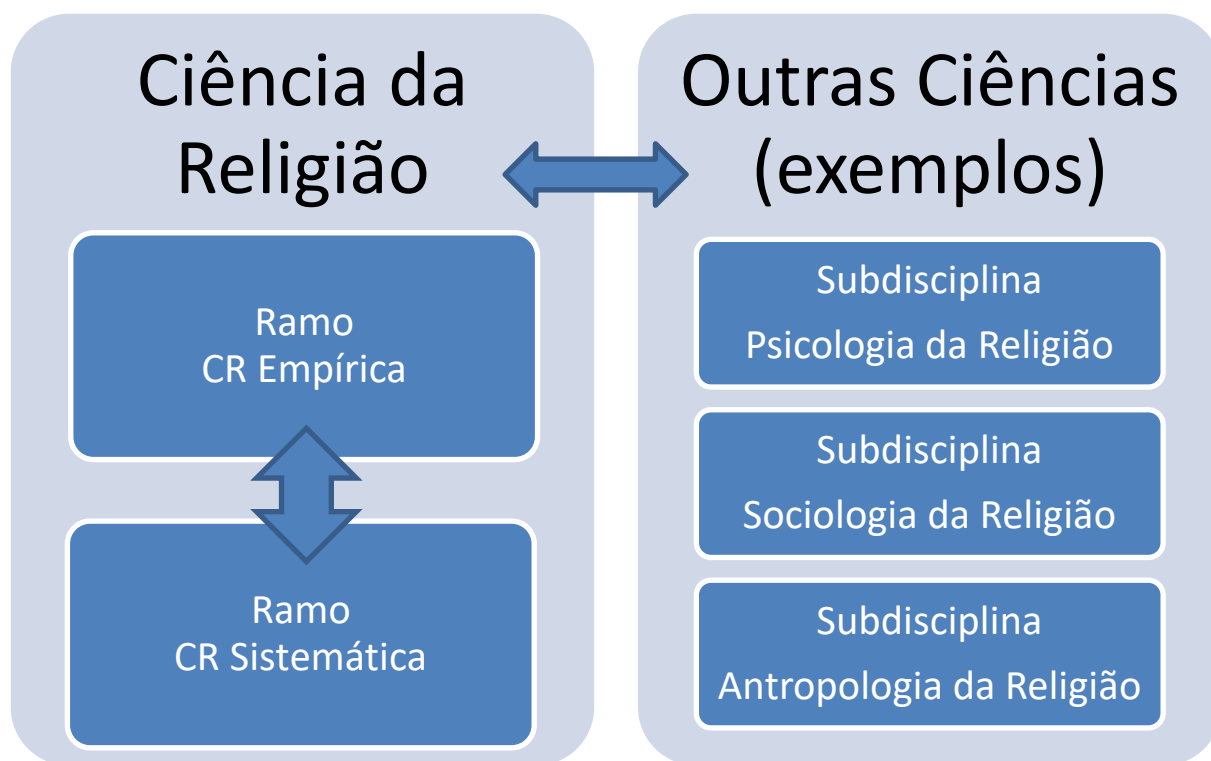 Ciência da
Religião
Ramo
CR Empírica
Ramo
CR Sistemática
Outras Ciências
(exemplos)
Subdisciplina
Psicologia da Religião
Subdisciplina
Sociologia da Religião
Subdisciplina
Antropologia da Religião